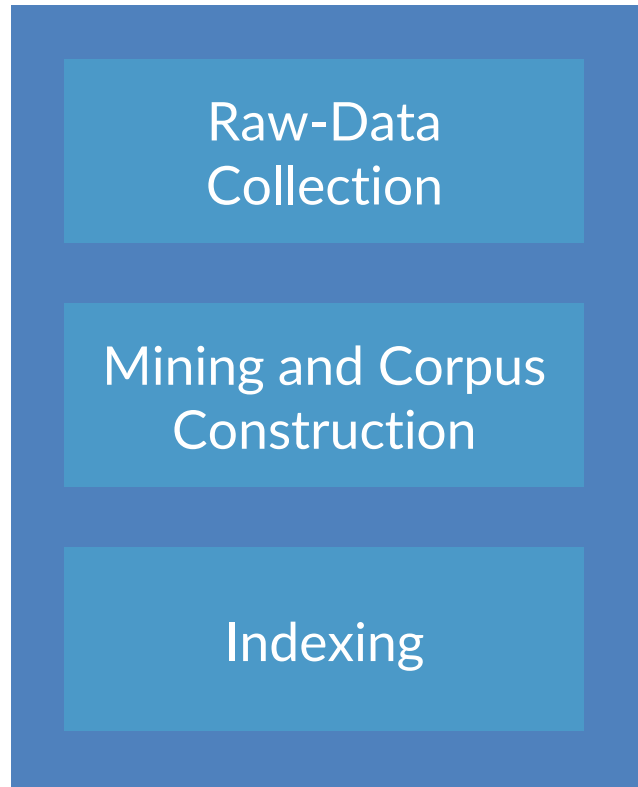 Raw-Data
Collection
Mining and Corpus
Construction
Indexing